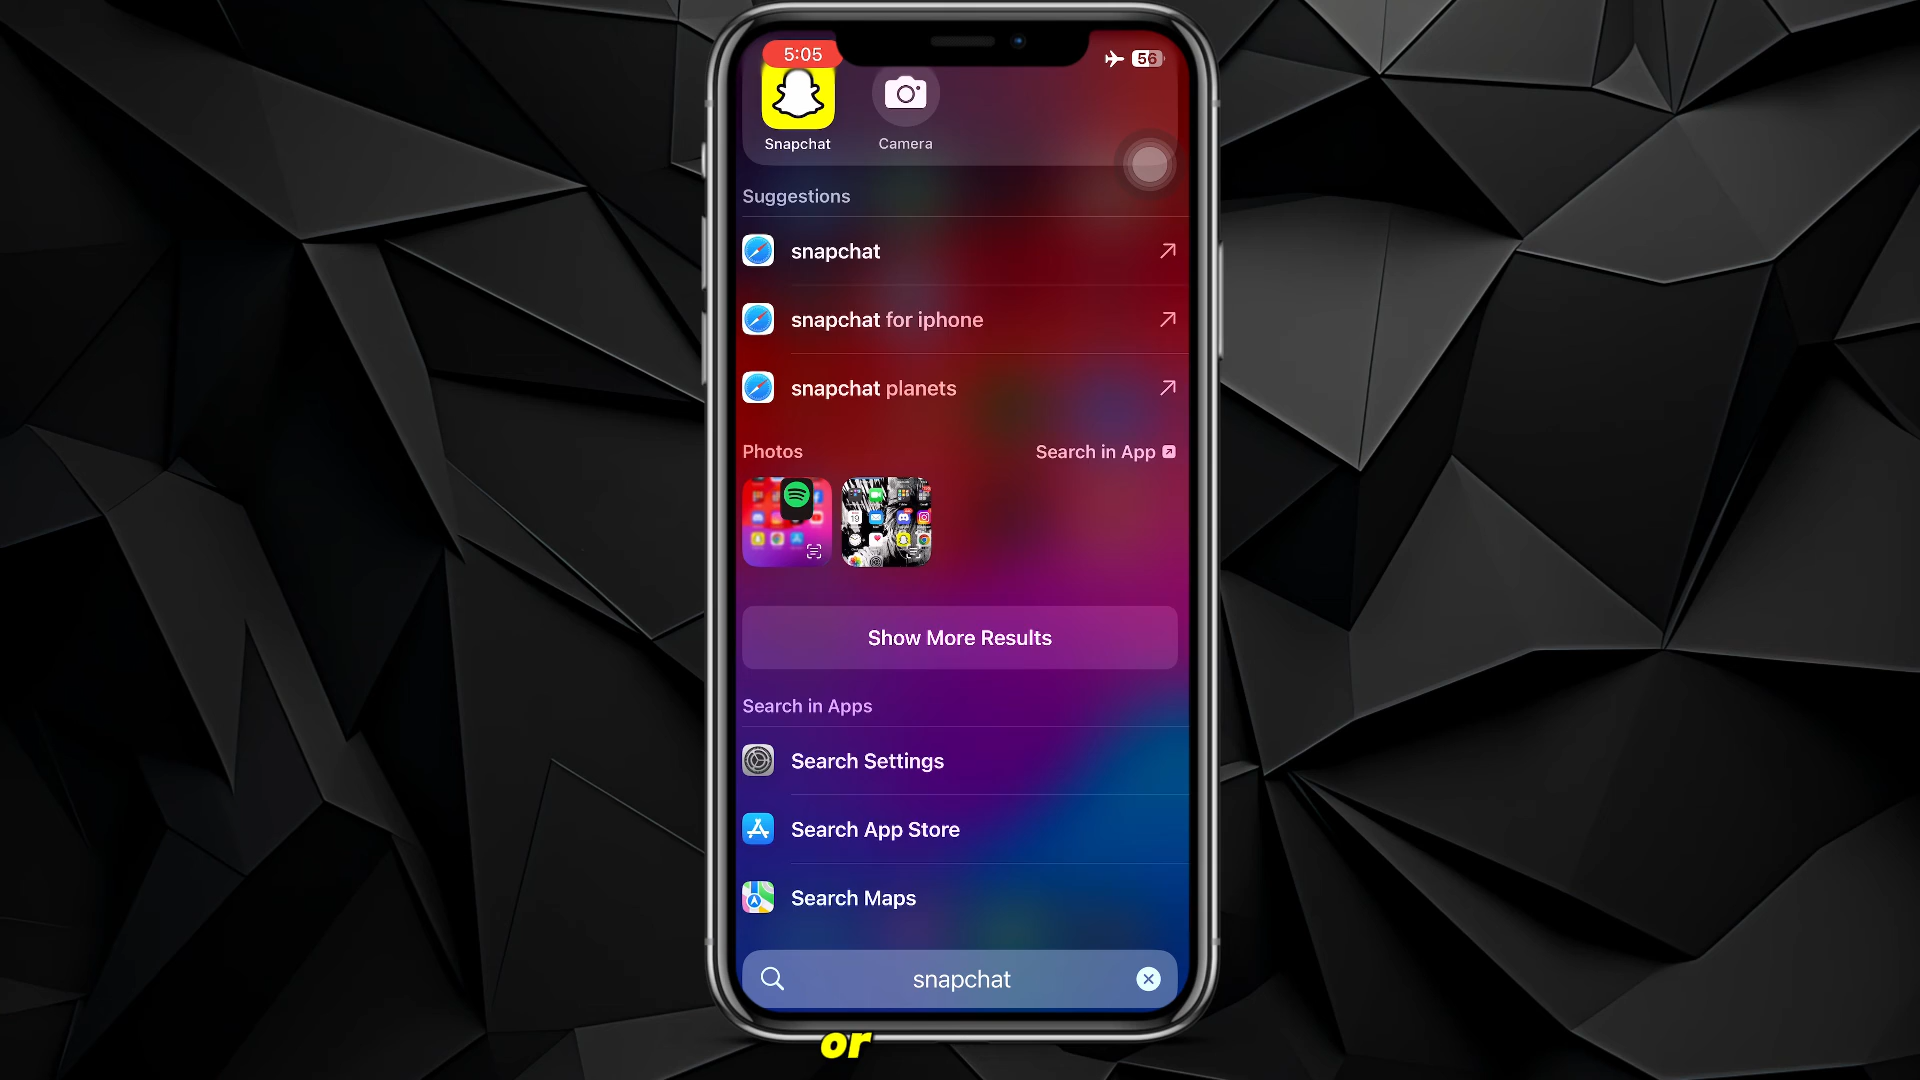 5:05
56
Snapchat
Camera
Suggestions
snapchat
snapchat for iphone
snapchat planets
Photos
Search in App
Show More Results
Search in Apps
Search Settings
Search App Store
Search Maps
snapchat
or